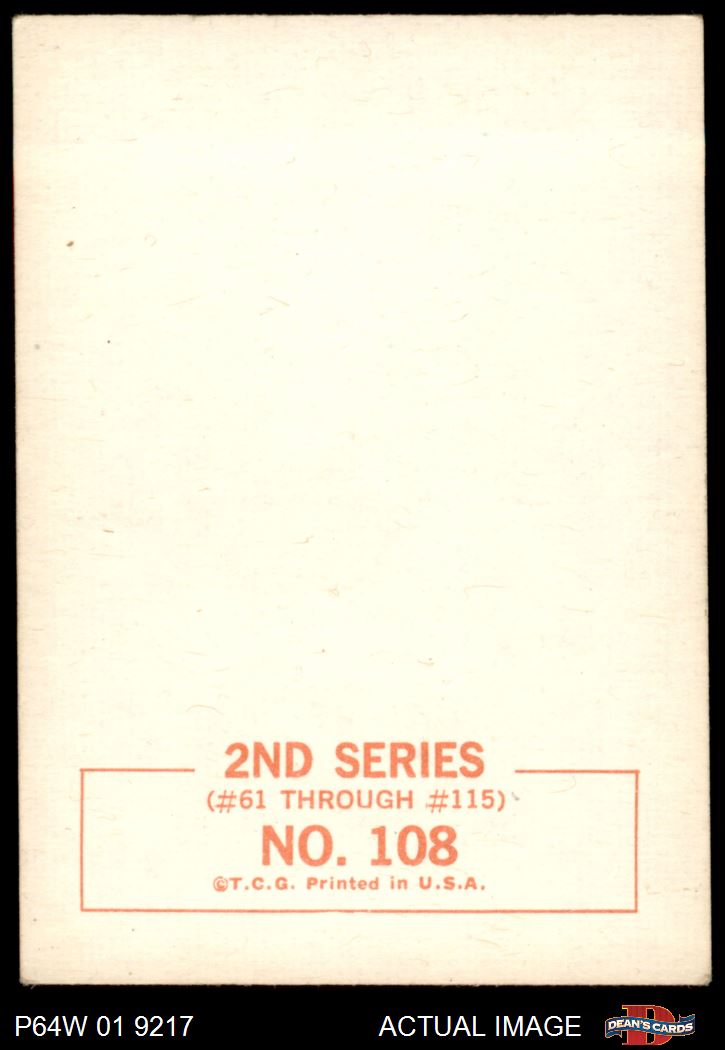 2ND SERIES
(#61 THROUGH #115)
NO. 108
©T.C.G. Printed in U.S.A.
P64W 01 9217
ACTUAL IMAGE
D
DEAN'S CARDS